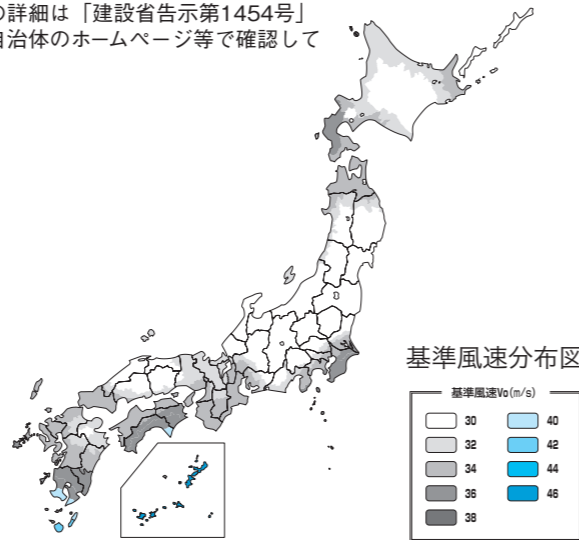 の詳細は「建設省告示第1454号」
自治体のホームページ等で確認して
基準風速分布図
基準風速Vo(m/s)
30 40
32 42
34 44
36 46
38